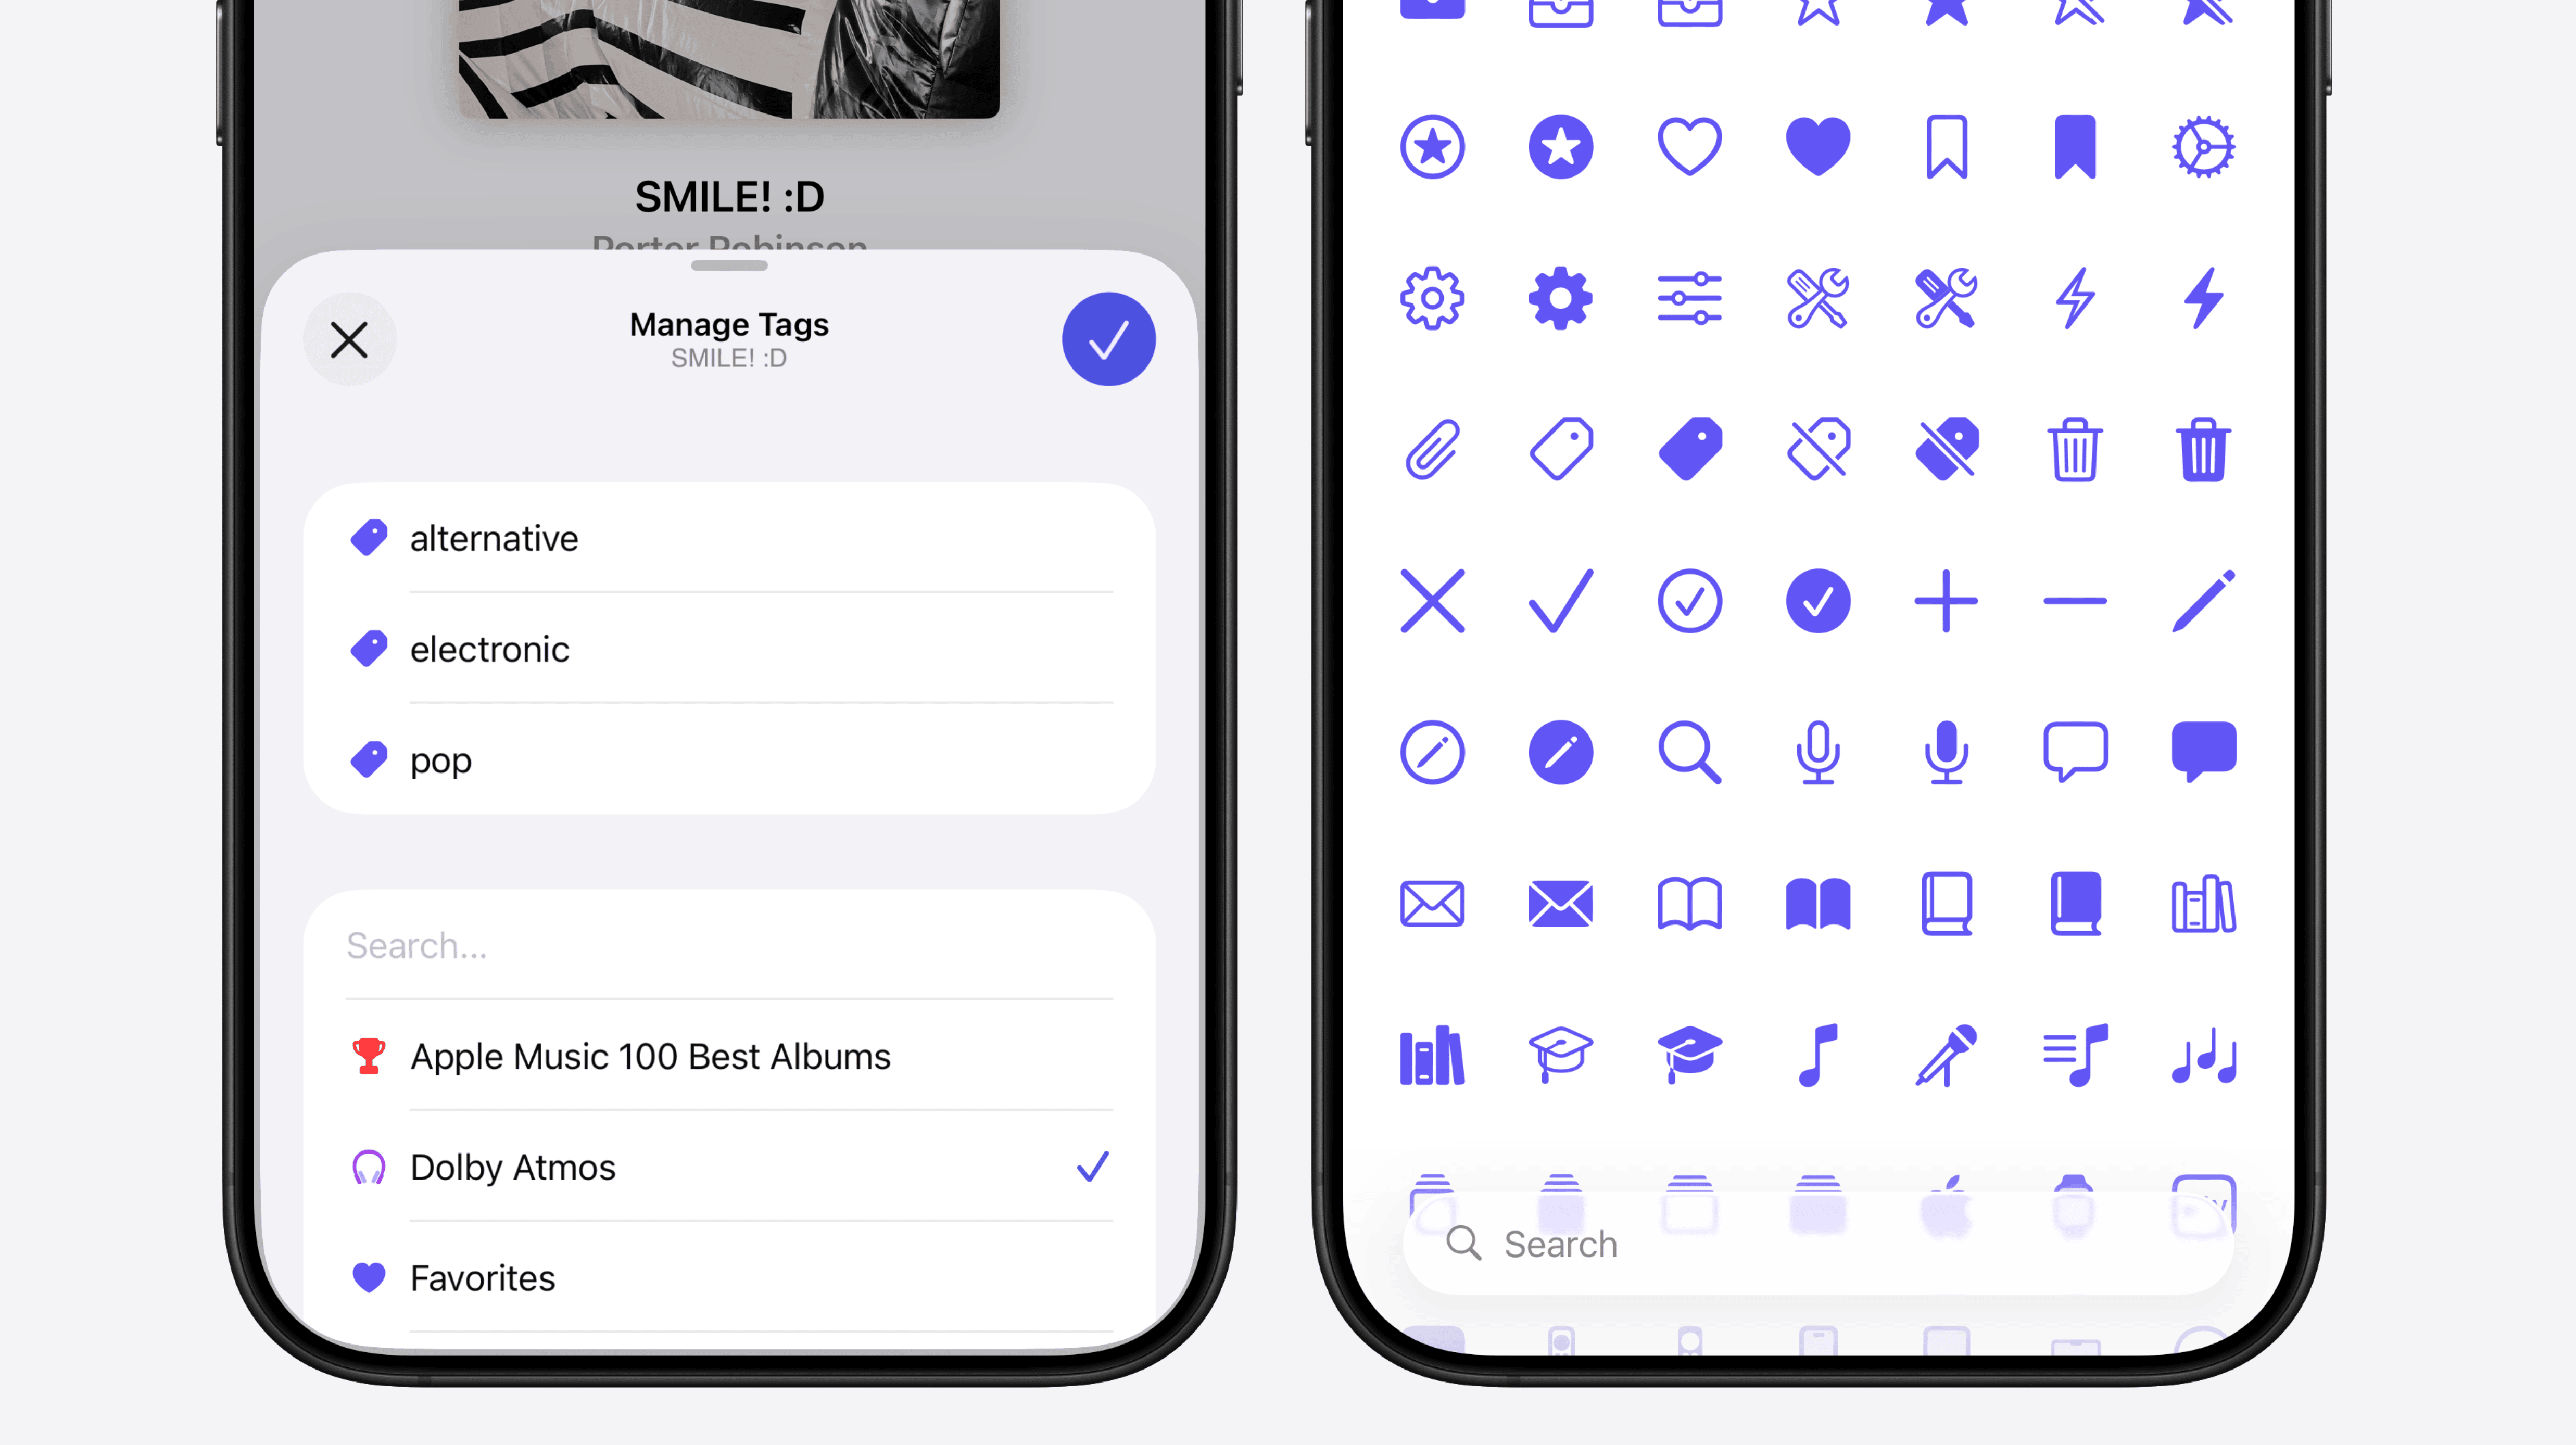 SMILE! :D
Porter Robinson
Manage Tags
SMILE! :D
alternative
electronic
pop
Search...
Apple Music 100 Best Albums
Dolby Atmos
Favorites
Search